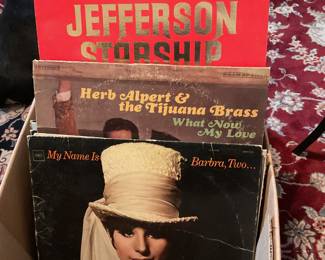 JEFFERSON
STARSHIP
Herb Alpert &
the Tijuana Brass
What Now
My Love
My Name Is
Barbra, Two...